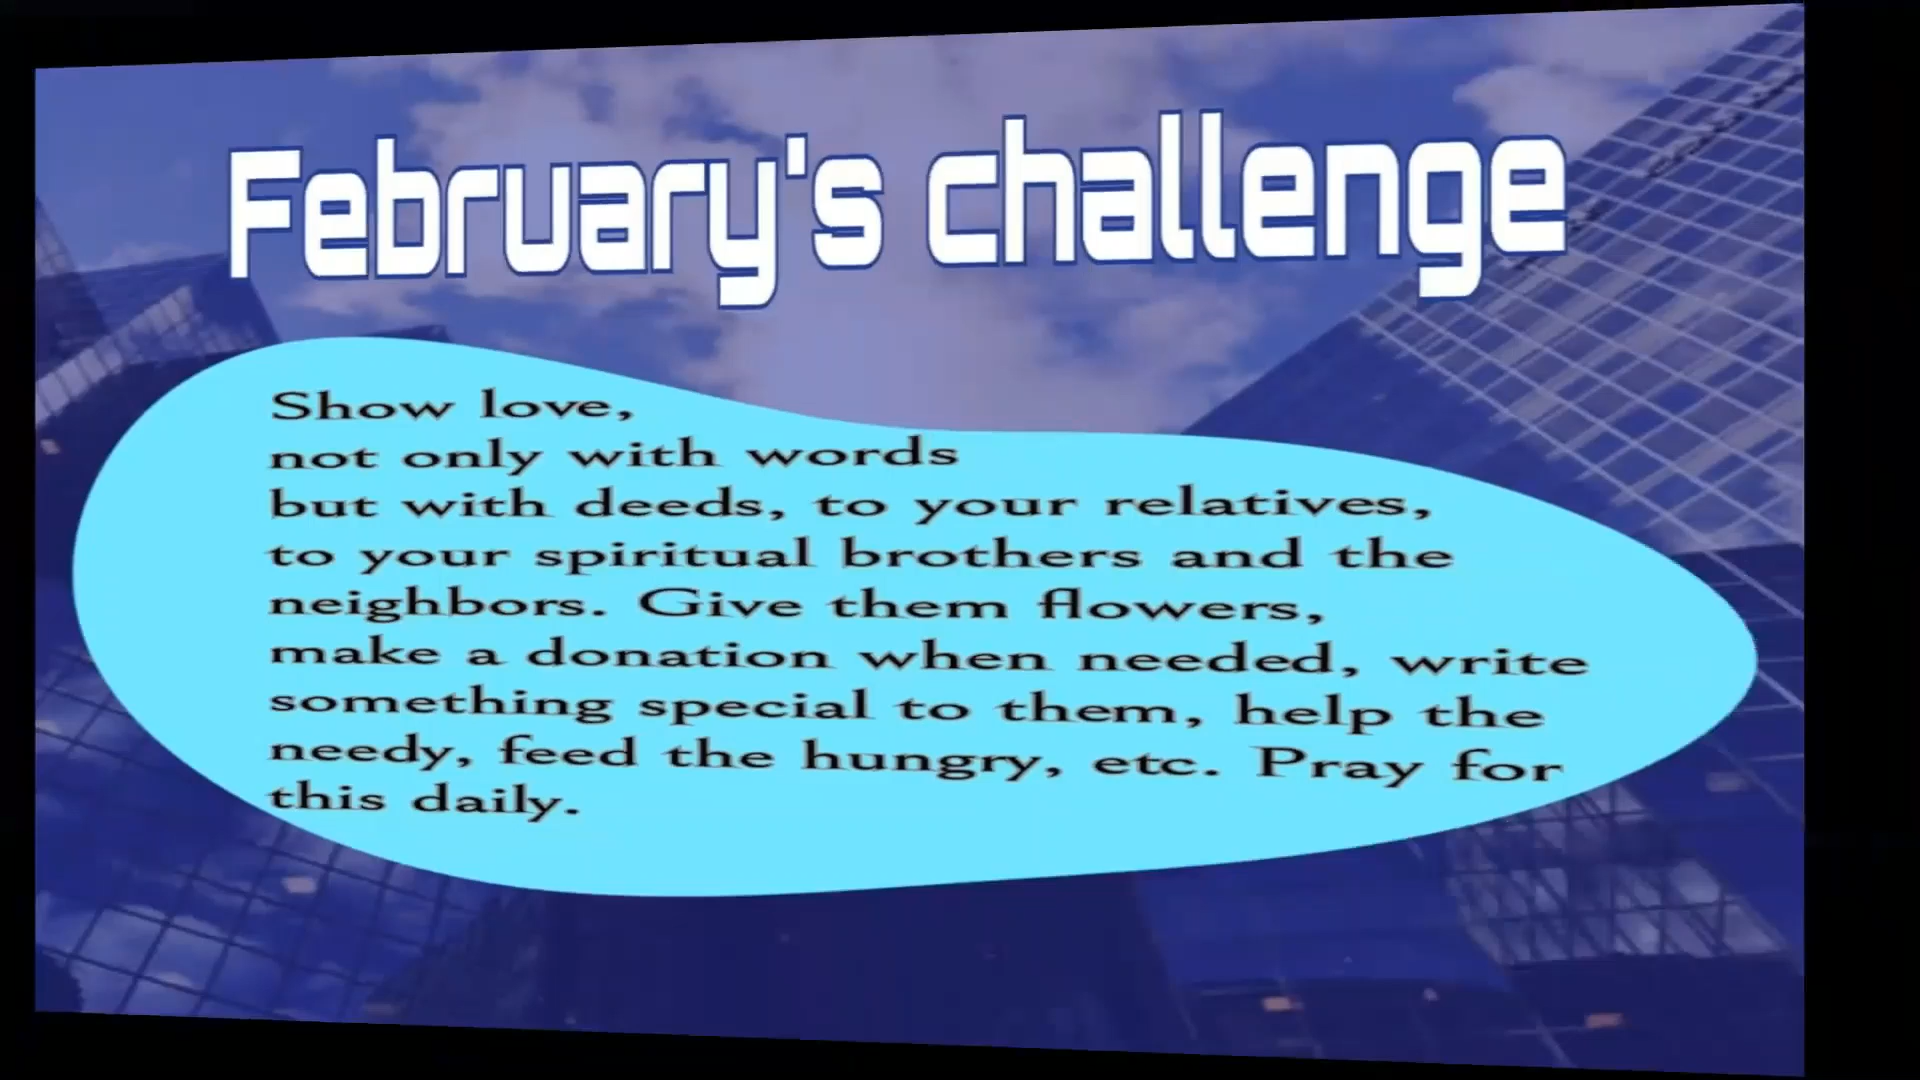 February's challenge
Show love,
not only with words
but with deeds, to your relatives,
to your spiritual brothers and the
neighbors. Give them flowers,
make a donation when needed, write
something special to them, help the
needy, feed the hungry, etc. Pray for
this daily.